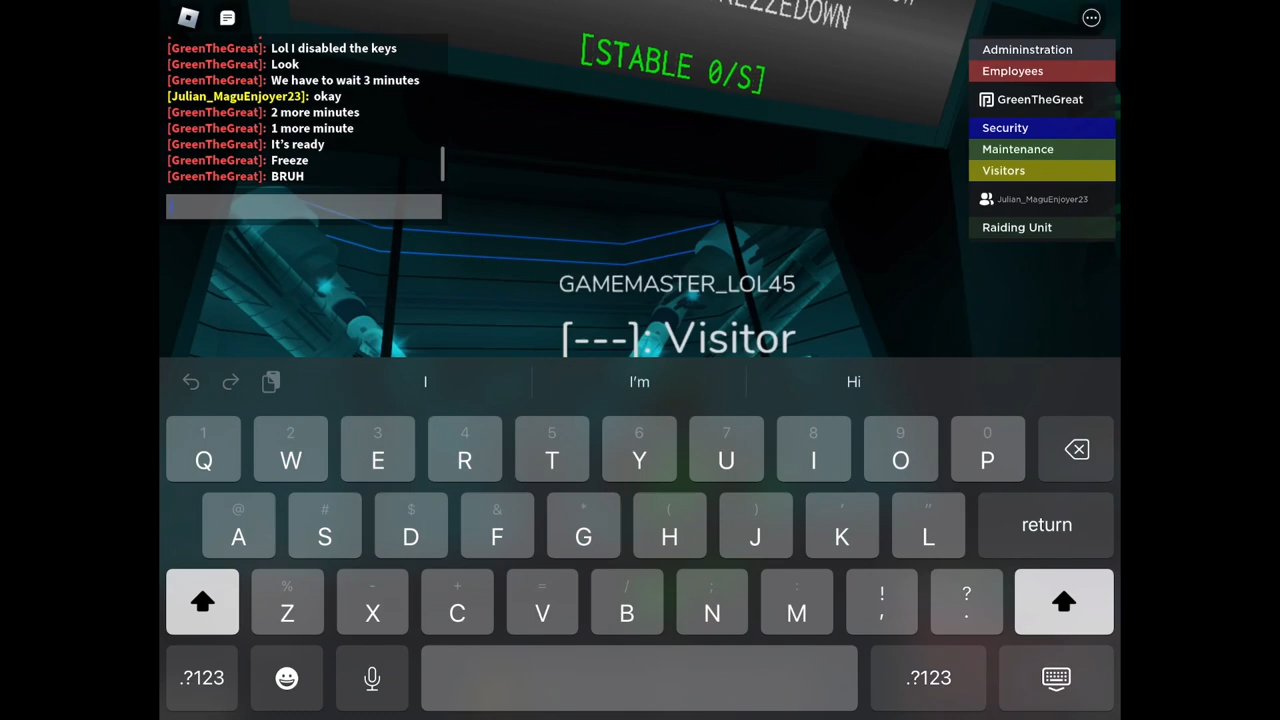 [STABLE 0/S]
[GreenTheGreat]: Lol I disabled the keys
[GreenTheGreat]: Look
[GreenTheGreat]: We have to wait 3 minutes
[Julian_MaguEnjoyer23]: okay
[GreenTheGreat]: 2 more minutes
[GreenTheGreat]: 1 more minute
[GreenTheGreat]: It’s ready
[GreenTheGreat]: Freeze
[GreenTheGreat]: BRUH
Admininstration
Employees
GreenTheGreat
Security
Maintenance
Visitors
Julian_MaguEnjoyer23
Raiding Unit
GAMEMASTER_LOL45
[---]: Visitor
I I’m Hi
1 2 3 4 5 6 7 8 9 0
Q W E R T Y U I O P
@ # $ & * ( ) ’ ”
A S D F G H J K L return
% - + = / ; : ! ?
Z X C V B N M , .
.?123 .?123